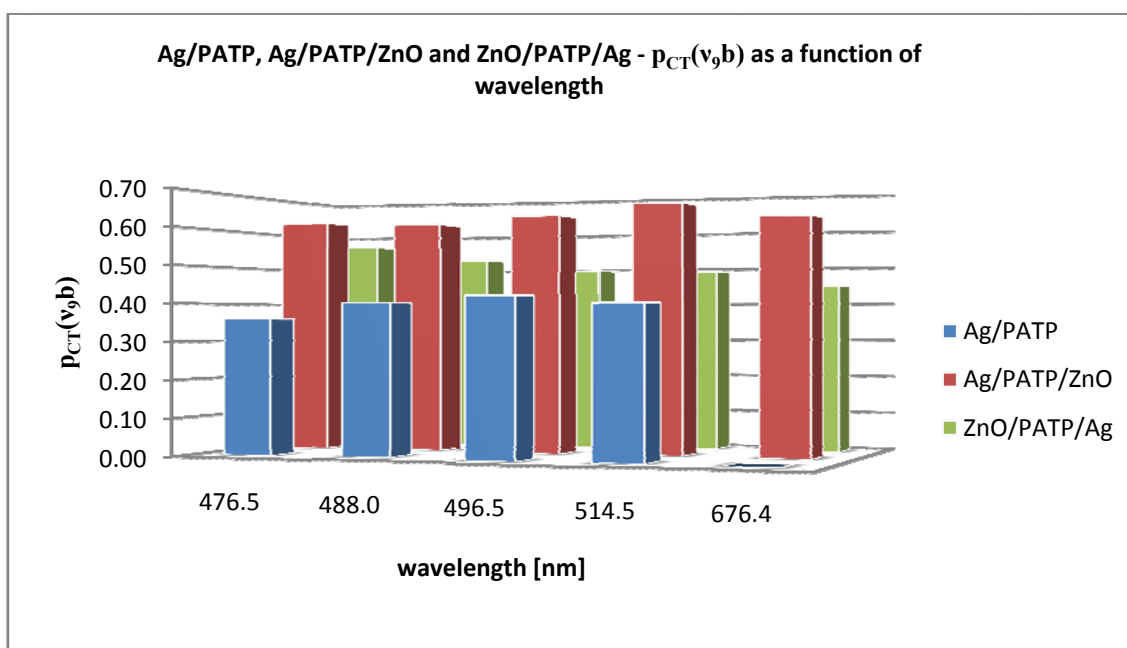 Ag/PATP, Ag/PATP/ZnO and ZnO/PATP/Ag - pCT(ν9b) as a function of
wavelength
pCT(ν9b)
0.70
0.60
0.50
0.40
0.30
0.20
0.10
0.00
476.5 488.0 496.5 514.5 676.4
wavelength [nm]
Ag/PATP
Ag/PATP/ZnO
ZnO/PATP/Ag